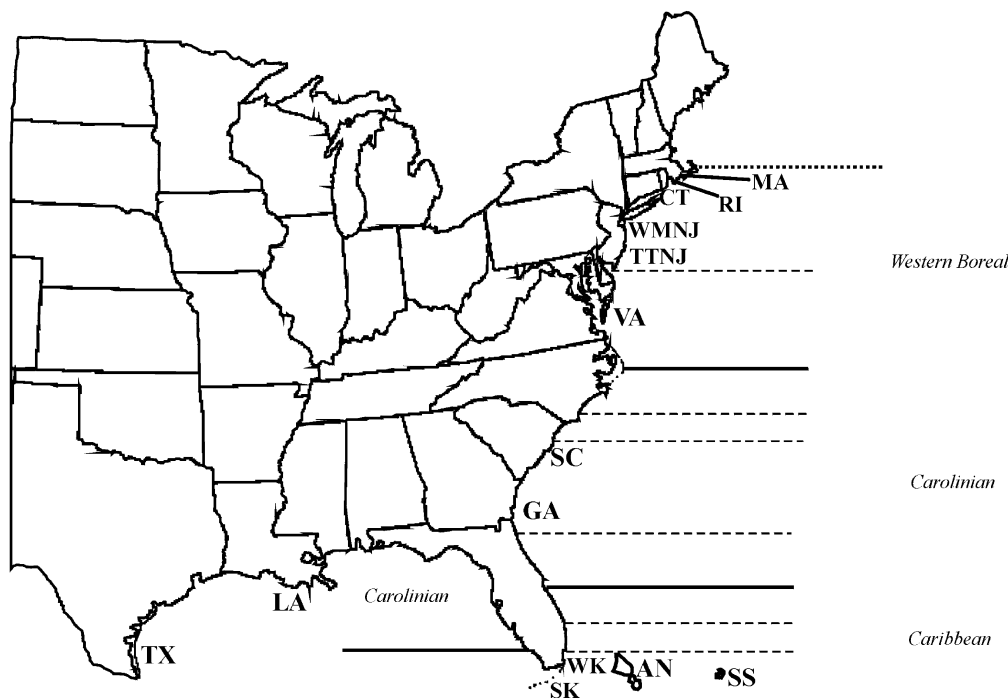 MA
CT
RI
WMNJ
TTNJ
Western Boreal
VA
SC
Carolinian
GA
LA
Carolinian
TX
Caribbean
WK
AN
SS
SK